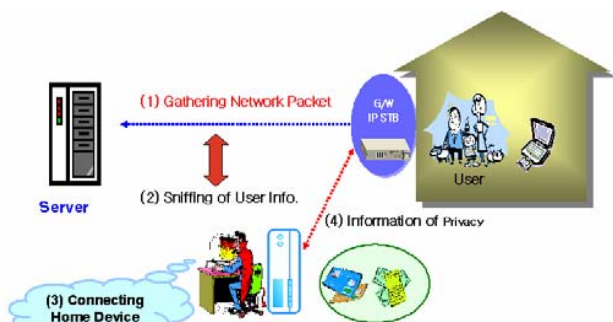 (1) Gathering Network Packet
G/W
IP STB
User
Server
(2) Sniffing of User Info.
(4) Information of Privacy
(3) Connecting
Home Device